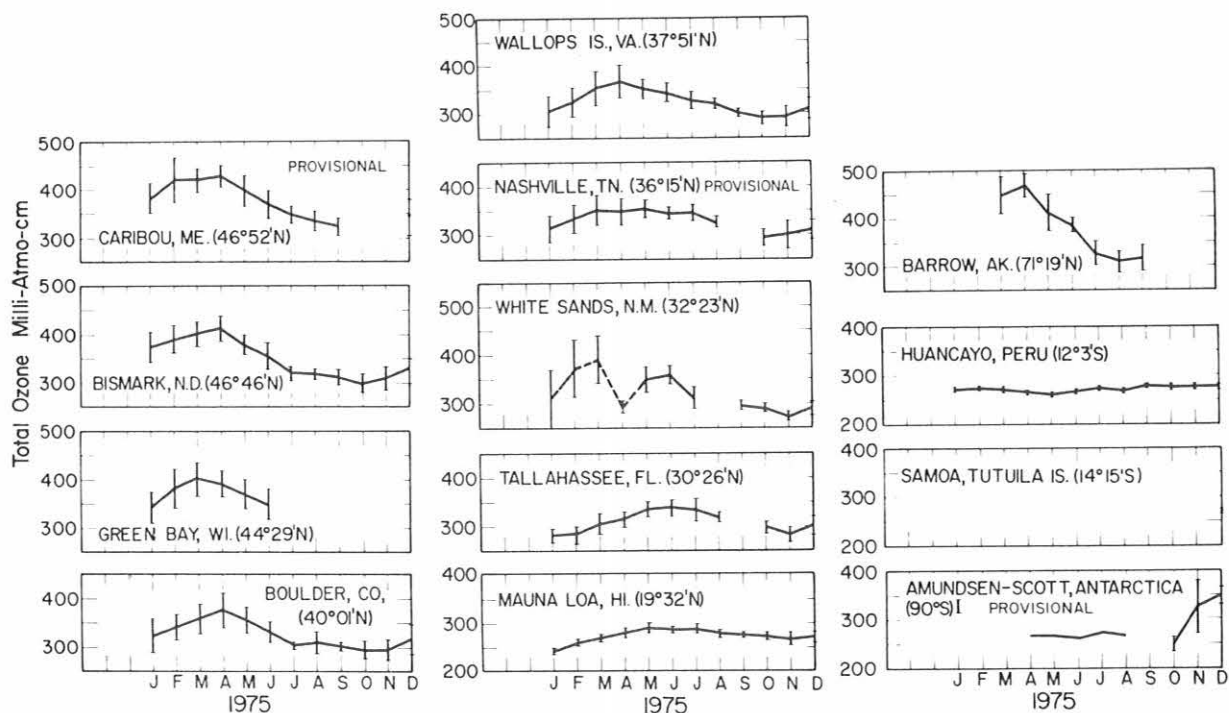 Total Ozone Milli-Atmo-cm
500
400
300
PROVISIONAL
CARIBOU, ME. (46°52'N)
400
300
BISMARK, N.D. (46°46'N)
400
300
GREEN BAY, WI. (44°29'N)
400
300
BOULDER, CO,
(40°01'N)
J F M A M J J A S O N D
1975
500
400
300
WALLOPS IS., VA. (37°51'N)
400
300
NASHVILLE, TN. (36°15'N) PROVISIONAL
500
400
300
WHITE SANDS, N.M. (32°23'N)
400
300
TALLAHASSEE, FL. (30°26'N)
400
300
200
MAUNA LOA, HI. (19°32'N)
J F M A M J J A S O N D
1975
500
400
300
BARROW, AK. (71°19'N)
400
300
200
HUANCAYO, PERU (12°3'S)
400
300
200
SAMOA, TUTUILA IS. (14°15'S)
400
300
200
AMUNDSEN-SCOTT, ANTARCTICA
(90°S) PROVISIONAL
J F M A M J J A S O N D
1975